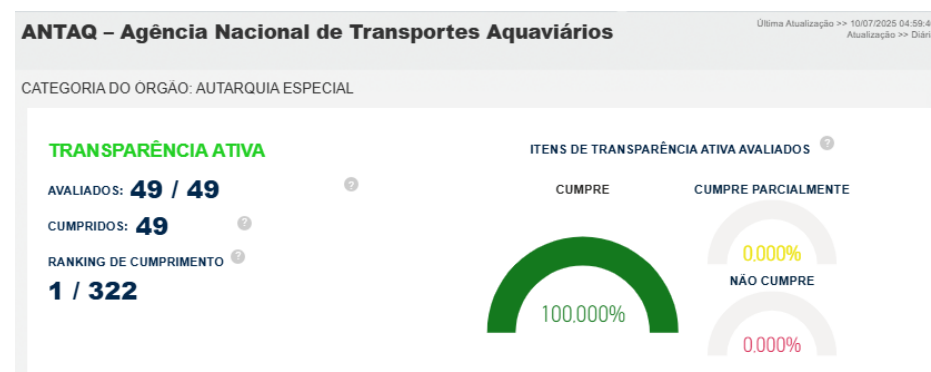 ANTAQ – Agência Nacional de Transportes Aquaviários
Última Atualização >> 10/07/2025 04:59:4
Atualização >> Diári
CATEGORIA DO ÓRGÃO: AUTARQUIA ESPECIAL
TRANSPARÊNCIA ATIVA
AVALIADOS: 49 / 49 ?
CUMPRIDOS: 49 ?
RANKING DE CUMPRIMENTO ?
1 / 322
ITENS DE TRANSPARÊNCIA ATIVA AVALIADOS ?
CUMPRE
100,000%
CUMPRE PARCIALMENTE
0,000%
NÃO CUMPRE
0,000%